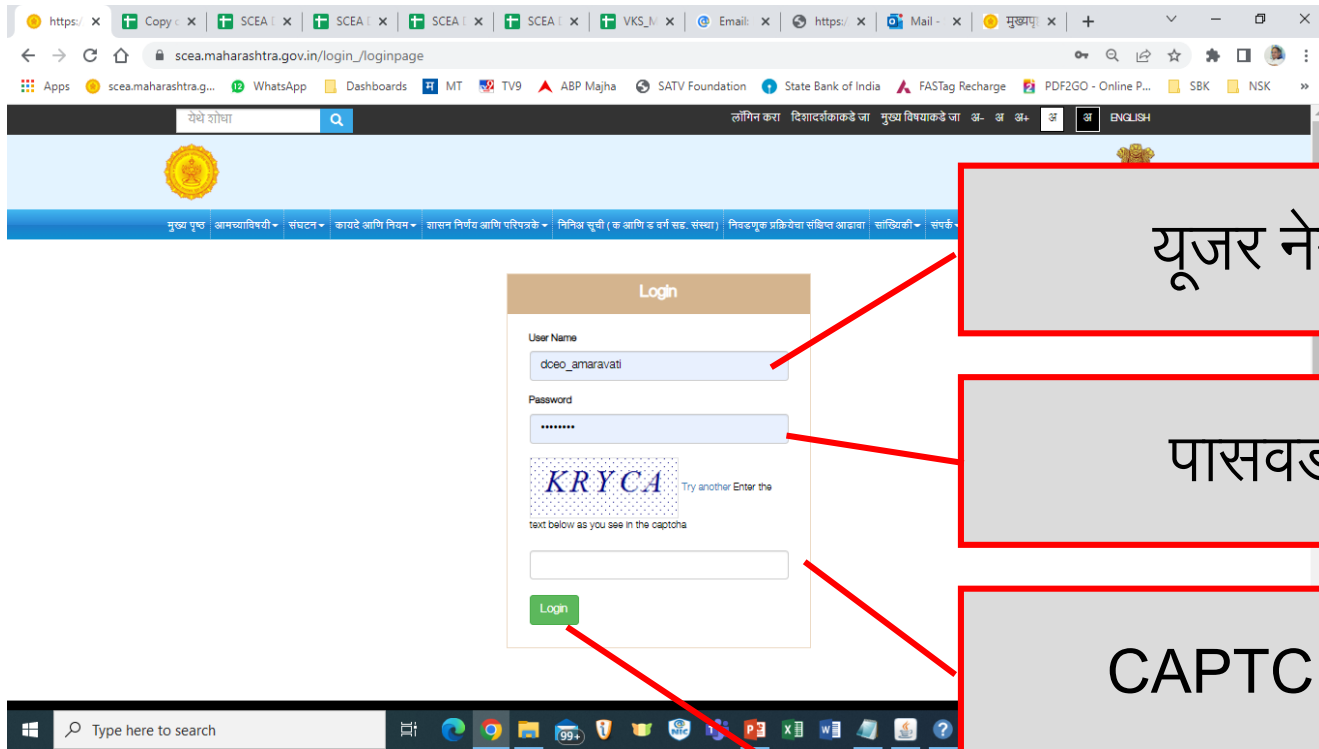 https:/ Copy c SCEA D SCEA D SCEA D SCEA D VKS_M Email: https:/ Mail - मुख्यपृ
scea.maharashtra.gov.in/login_/loginpage
Apps scea.maharashtra.g... WhatsApp Dashboards म MT TV9 ABP Majha SATV Foundation State Bank of India FASTag Recharge PDF2GO - Online P... SBK NSK »
येथे शोधा लॉगिन करा दिशादर्शकाकडे जा मुख्य विषयाकडे जा अ- अ अ+ अ अ ENGLISH
मुख्य पृष्ठ आमच्याविषयी संघटन कायदे आणि नियम शासन निर्णय आणि परिपत्रके निनिअ सूची ( क आणि ड वर्ग सह. संस्था) निवडणूक प्रक्रियेचा संक्षिप्त आढावा सांख्यिकी संपर्क
यूजर ने
Login
User Name
dceo_amaravati
Password
••••••••
पासवर्ड
KRYCA Try another Enter the
text below as you see in the captcha
Login
CAPTC
Type here to search 99+